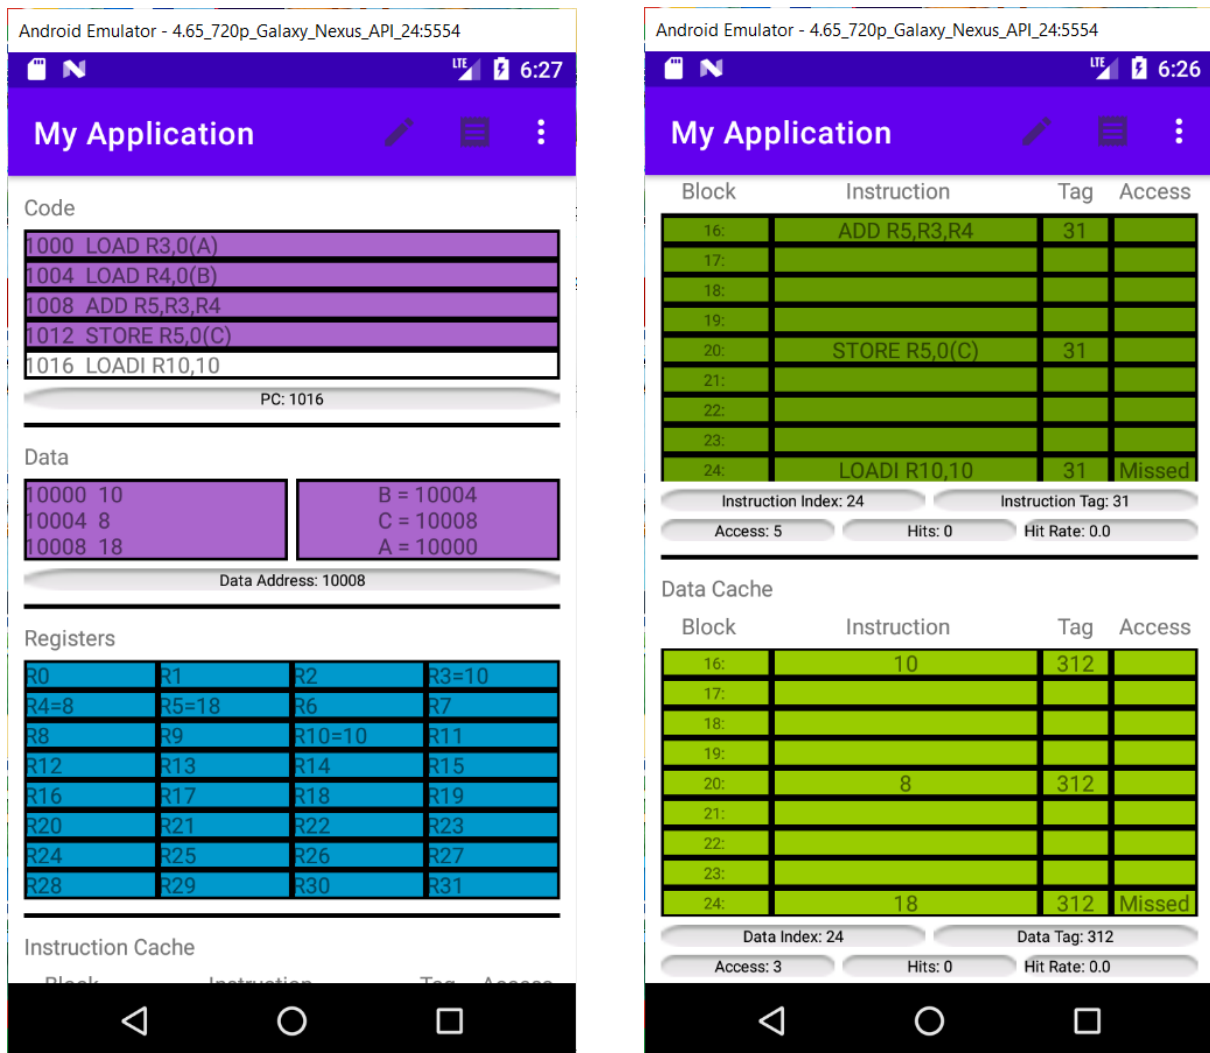 Android Emulator - 4.65_720p_Galaxy_Nexus_API_24:5554
LTE 6:27
My Application
Code
1000 LOAD R3,0(A)
1004 LOAD R4,0(B)
1008 ADD R5,R3,R4
1012 STORE R5,0(C)
1016 LOADI R10,10
PC: 1016
Data
10000 10 B = 10004
10004 8 C = 10008
10008 18 A = 10000
Data Address: 10008
Registers
R0 R1 R2 R3=10
R4=8 R5=18 R6 R7
R8 R9 R10=10 R11
R12 R13 R14 R15
R16 R17 R18 R19
R20 R21 R22 R23
R24 R25 R26 R27
R28 R29 R30 R31
Instruction Cache
Block Instruction Tag Access
Android Emulator - 4.65_720p_Galaxy_Nexus_API_24:5554
LTE 6:26
My Application
Block Instruction Tag Access
16: ADD R5,R3,R4 31
17:
18:
19:
20: STORE R5,0(C) 31
21:
22:
23:
24: LOADI R10,10 31 Missed
Instruction Index: 24 Instruction Tag: 31
Access: 5 Hits: 0 Hit Rate: 0.0
Data Cache
Block Instruction Tag Access
16: 10 312
17:
18:
19:
20: 8 312
21:
22:
23:
24: 18 312 Missed
Data Index: 24 Data Tag: 312
Access: 3 Hits: 0 Hit Rate: 0.0